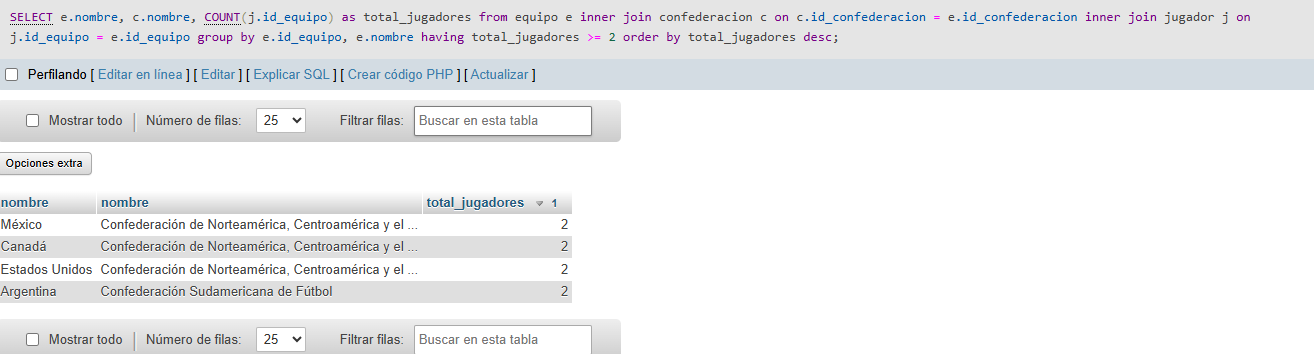 SELECT e.nombre, c.nombre, COUNT(j.id_equipo) as total_jugadores from equipo e inner join confederacion c on c.id_confederacion = e.id_confederacion inner join jugador j on
j.id_equipo = e.id_equipo group by e.id_equipo, e.nombre having total_jugadores >= 2 order by total_jugadores desc;
Perfilando [ Editar en línea ] [ Editar ] [ Explicar SQL ] [ Crear código PHP ] [ Actualizar ]
Mostrar todo Número de filas: 25 Filtrar filas: Buscar en esta tabla
Opciones extra
nombre nombre total_jugadores 1
México Confederación de Norteamérica, Centroamérica y el ... 2
Canadá Confederación de Norteamérica, Centroamérica y el ... 2
Estados Unidos Confederación de Norteamérica, Centroamérica y el ... 2
Argentina Confederación Sudamericana de Fútbol 2
Mostrar todo Número de filas: 25 Filtrar filas: Buscar en esta tabla